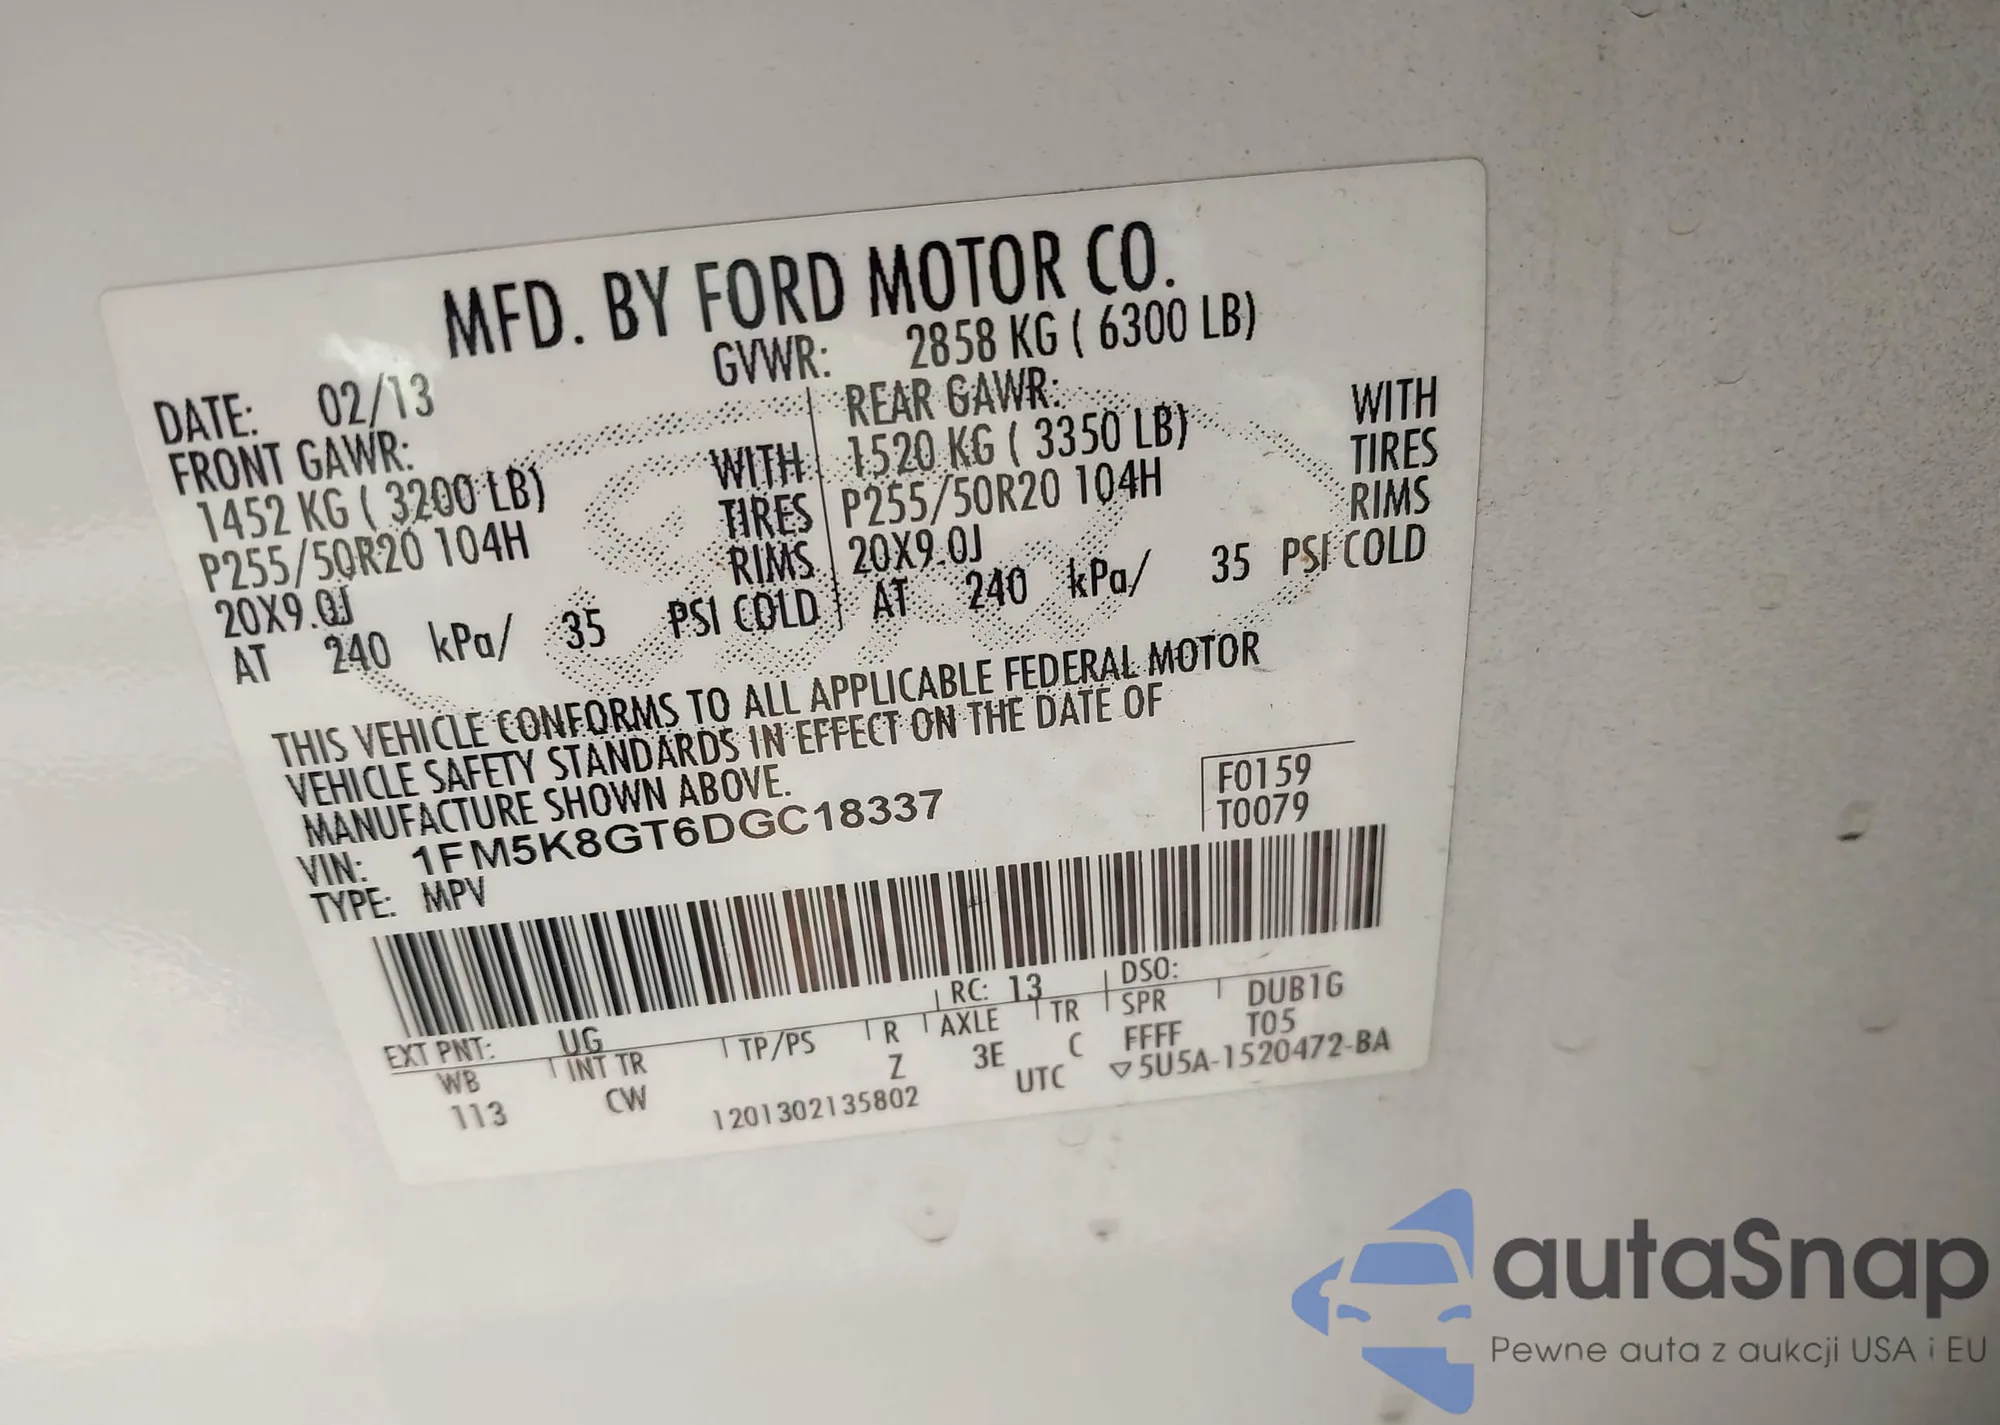 MFD. BY FORD MOTOR CO.
DATE: 02/13 GVWR: 2858 KG ( 6300 LB)
FRONT GAWR: REAR GAWR:
1452 KG ( 3200 LB) WITH 1520 KG ( 3350 LB) WITH
P255/50R20 104H TIRES P255/50R20 104H TIRES
20X9.0J RIMS 20X9.0J RIMS
AT 240 kPa/ 35 PSI COLD AT 240 kPa/ 35 PSI COLD
THIS VEHICLE CONFORMS TO ALL APPLICABLE FEDERAL MOTOR
VEHICLE SAFETY STANDARDS IN EFFECT ON THE DATE OF
MANUFACTURE SHOWN ABOVE.
VIN: 1FM5K8GT6DGC18337
TYPE: MPV
F0159
T0079
EXT PNT: UG RC: 13 DSO:
WB INT TR TP/PS R AXLE TR SPR DUB1G
113 CW Z 3E C FFFF T05
1201302135802 UTC ▽5U5A-1520472-BA
autaSnap
Pewne auta z aukcji USA i EU